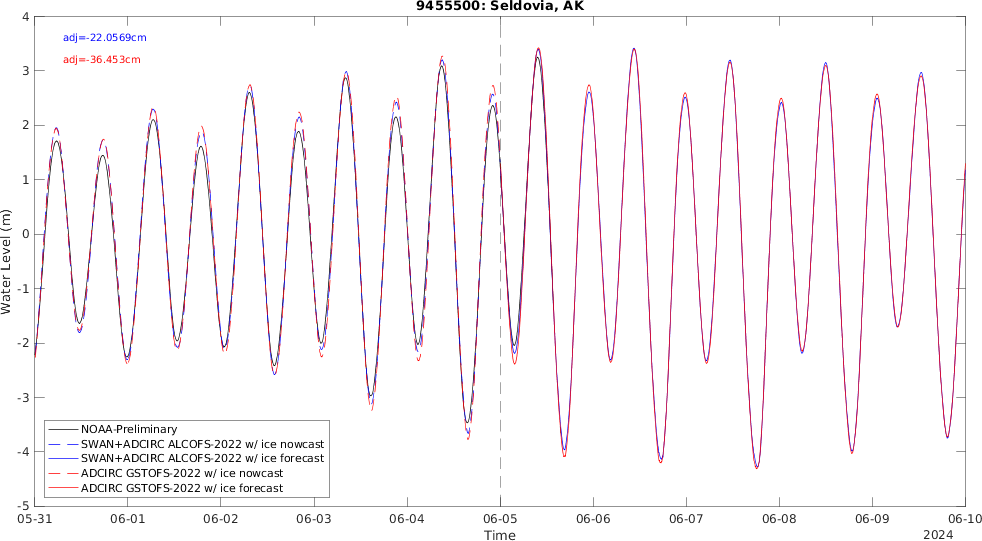 9455500: Seldovia, AK
adj=-22.0569cm
adj=-36.453cm
Water Level (m)
4
3
2
1
0
-1
-2
-3
-4
-5
NOAA-Preliminary
SWAN+ADCIRC ALCOFS-2022 w/ ice nowcast
SWAN+ADCIRC ALCOFS-2022 w/ ice forecast
ADCIRC GSTOFS-2022 w/ ice nowcast
ADCIRC GSTOFS-2022 w/ ice forecast
05-31 06-01 06-02 06-03 06-04 06-05 06-06 06-07 06-08 06-09 06-10
Time
2024